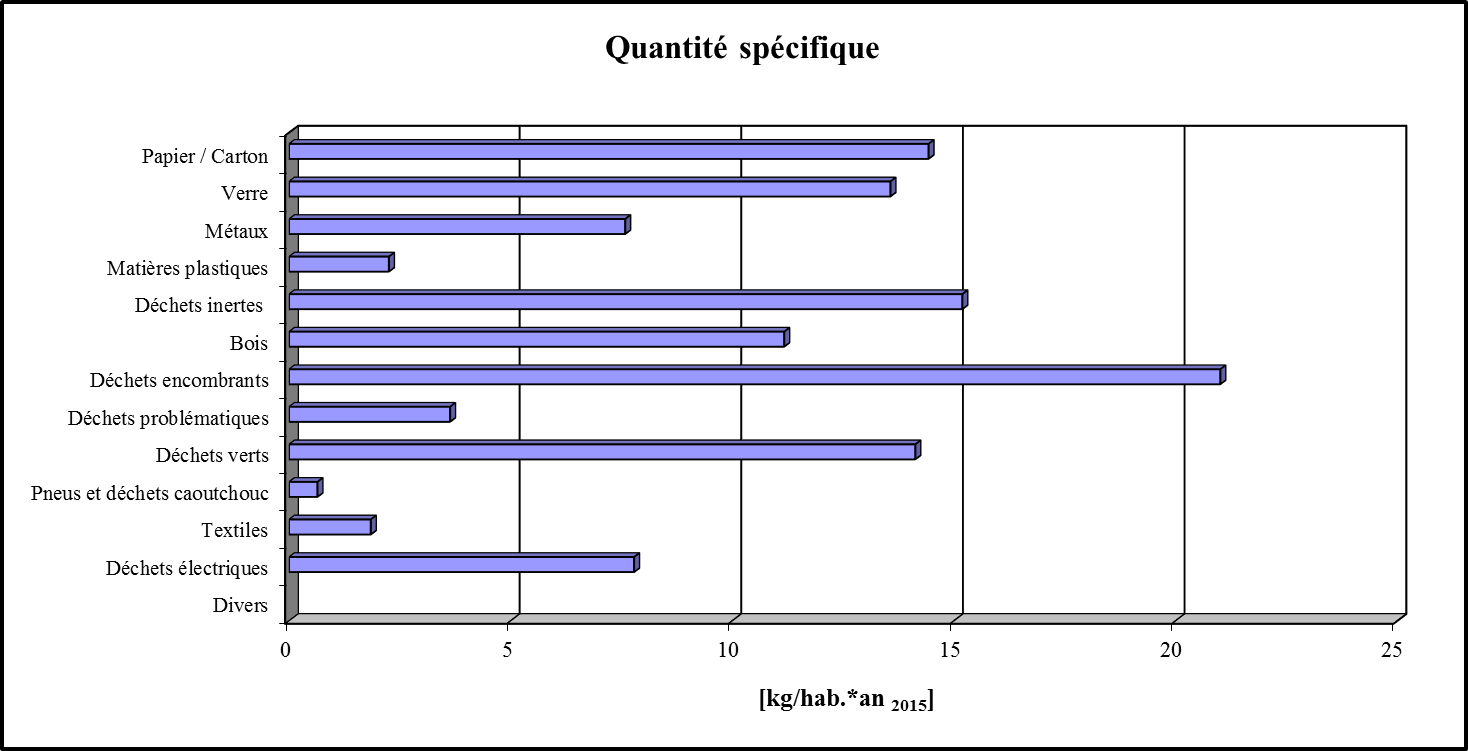 Quantité spécifique
Papier / Carton
Verre
Métaux
Matières plastiques
Déchets inertes
Bois
Déchets encombrants
Déchets problématiques
Déchets verts
Pneus et déchets caoutchouc
Textiles
Déchets électriques
Divers
0 5 10 15 20 25
[kg/hab.*an 2015]